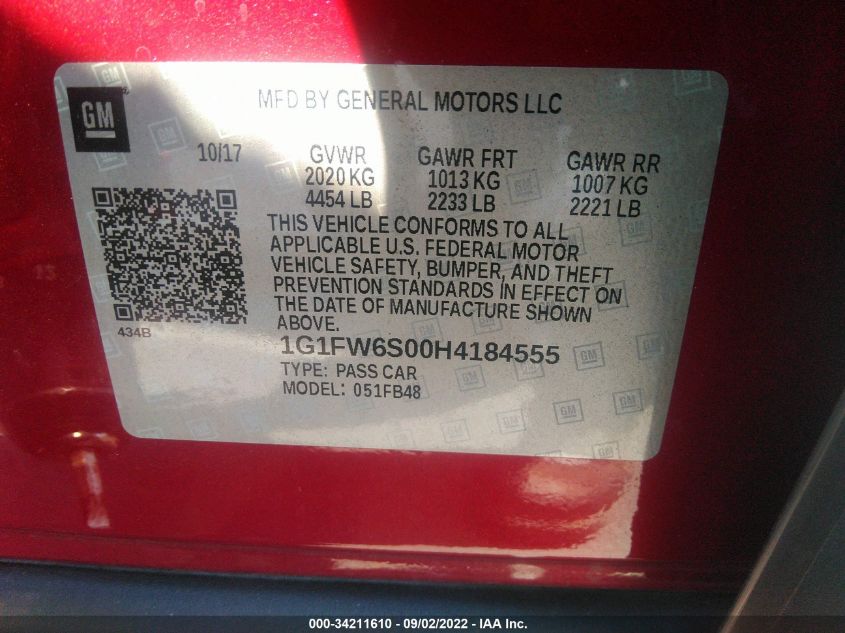 GM
MFD BY GENERAL MOTORS LLC
10/17 GVWR GAWR FRT GAWR RR
2020 KG 1013 KG 1007 KG
4454 LB 2233 LB 2221 LB
THIS VEHICLE CONFORMS TO ALL
APPLICABLE U.S. FEDERAL MOTOR
VEHICLE SAFETY, BUMPER, AND THEFT
PREVENTION STANDARDS IN EFFECT ON
THE DATE OF MANUFACTURE SHOWN
ABOVE.
434B
1G1FW6S00H4184555
TYPE: PASS CAR
MODEL: 051FB48
000-34211610 - 09/02/2022 - IAA Inc.